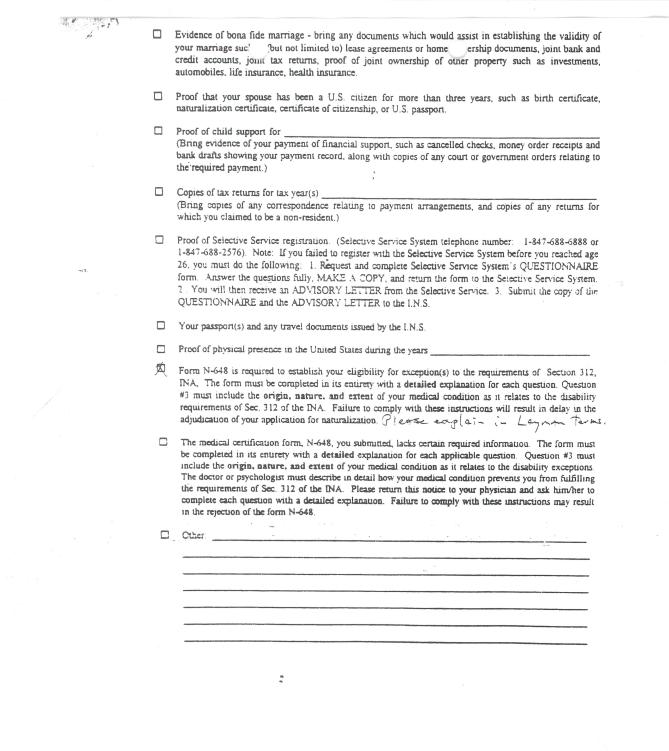 Evidence of bona fide marriage - bring any documents which would assist in establishing the validity of
your marriage suc' (but not limited to) lease agreements or home ership documents, joint bank and
credit accounts, joint tax returns, proof of joint ownership of other property such as investments,
automobiles, life insurance, health insurance.
Proof that your spouse has been a U.S. citizen for more than three years, such as birth certificate,
naturalization certificate, certificate of citizenship, or U.S. passport.
Proof of child support for
(Bring evidence of your payment of financial support, such as cancelled checks, money order receipts and
bank drafts showing your payment record, along with copies of any court or government orders relating to
the required payment.)
Copies of tax returns for tax year(s)
(Bring copies of any correspondence relating to payment arrangements, and copies of any returns for
which you claimed to be a non-resident.)
Proof of Selective Service registration. (Selective Service System telephone number: 1-847-688-6888 or
1-847-688-2576). Note: If you failed to register with the Selective Service System before you reached age
26, you must do the following: 1. Request and complete Selective Service System's QUESTIONNAIRE
form. Answer the questions fully, MAKE A COPY, and return the form to the Selective Service System.
2. You will then receive an ADVISORY LETTER from the Selective Service. 3. Submit the copy of the
QUESTIONNAIRE and the ADVISORY LETTER to the I.N.S.
Your passport(s) and any travel documents issued by the I.N.S.
Proof of physical presence in the United States during the years
Form N-648 is required to establish your eligibility for exception(s) to the requirements of Section 312,
INA. The form must be completed in its entirety with a detailed explanation for each question. Question
#3 must include the origin, nature, and extent of your medical condition as it relates to the disability
requirements of Sec. 312 of the INA. Failure to comply with these instructions will result in delay in the
adjudication of your application for naturalization. Please explain in Layman terms.
The medical certification form, N-648, you submitted, lacks certain required information. The form must
be completed in its entirety with a detailed explanation for each applicable question. Question #3 must
include the origin, nature, and extent of your medical condition as it relates to the disability exceptions.
The doctor or psychologist must describe in detail how your medical condition prevents you from fulfilling
the requirements of Sec. 312 of the INA. Please return this notice to your physician and ask him/her to
complete each question with a detailed explanation. Failure to comply with these instructions may result
in the rejection of the form N-648.
Other